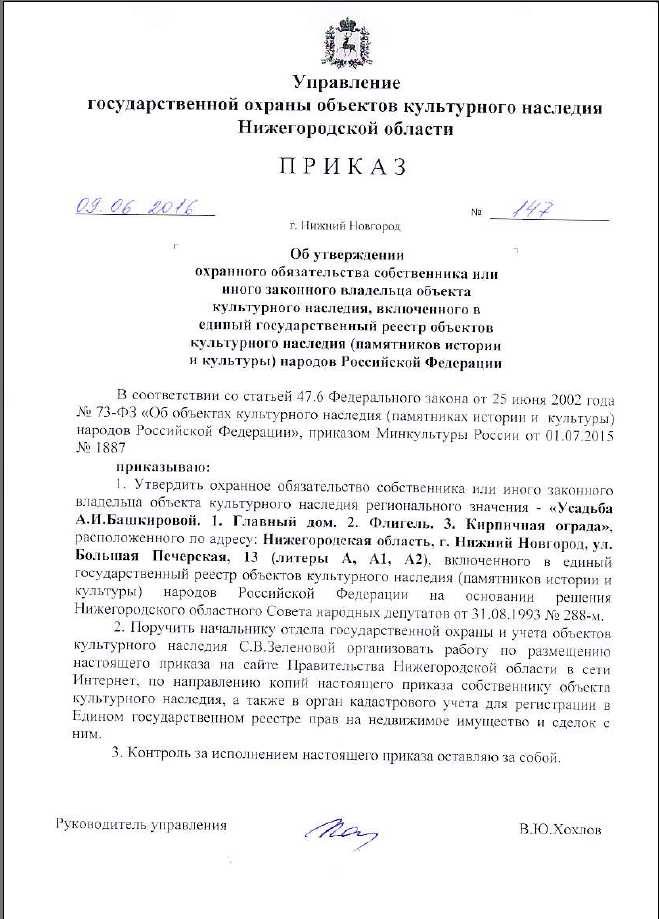 Управление
государственной охраны объектов культурного наследия
Нижегородской области
П Р И К А З
09. 06. 2016 № 147
г. Нижний Новгород
Об утверждении
охранного обязательства собственника или
иного законного владельца объекта
культурного наследия, включенного в
единый государственный реестр объектов
культурного наследия (памятников истории
и культуры) народов Российской Федерации
В соответствии со статьей 47.6 Федерального закона от 25 июня 2002 года
№ 73-ФЗ «Об объектах культурного наследия (памятниках истории и культуры)
народов Российской Федерации», приказом Минкультуры России от 01.07.2015
№ 1887
приказываю:
1. Утвердить охранное обязательство собственника или иного законного
владельца объекта культурного наследия регионального значения - «Усадьба
А.И.Башкировой. 1. Главный дом. 2. Флигель. 3. Кирпичная ограда»,
расположенного по адресу: Нижегородская область, г. Нижний Новгород, ул.
Большая Печерская, 13 (литеры А, А1, А2), включенного в единый
государственный реестр объектов культурного наследия (памятников истории и
культуры) народов Российской Федерации на основании решения
Нижегородского областного Совета народных депутатов от 31.08.1993 № 288-м.
2. Поручить начальнику отдела государственной охраны и учета объектов
культурного наследия С.В.Зеленовой организовать работу по размещению
настоящего приказа на сайте Правительства Нижегородской области в сети
Интернет, по направлению копий настоящего приказа собственнику объекта
культурного наследия, а также в орган кадастрового учета для регистрации в
Едином государственном реестре прав на недвижимое имущество и сделок с
ним.
3. Контроль за исполнением настоящего приказа оставляю за собой.
Руководитель управления В.Ю.Хохлов